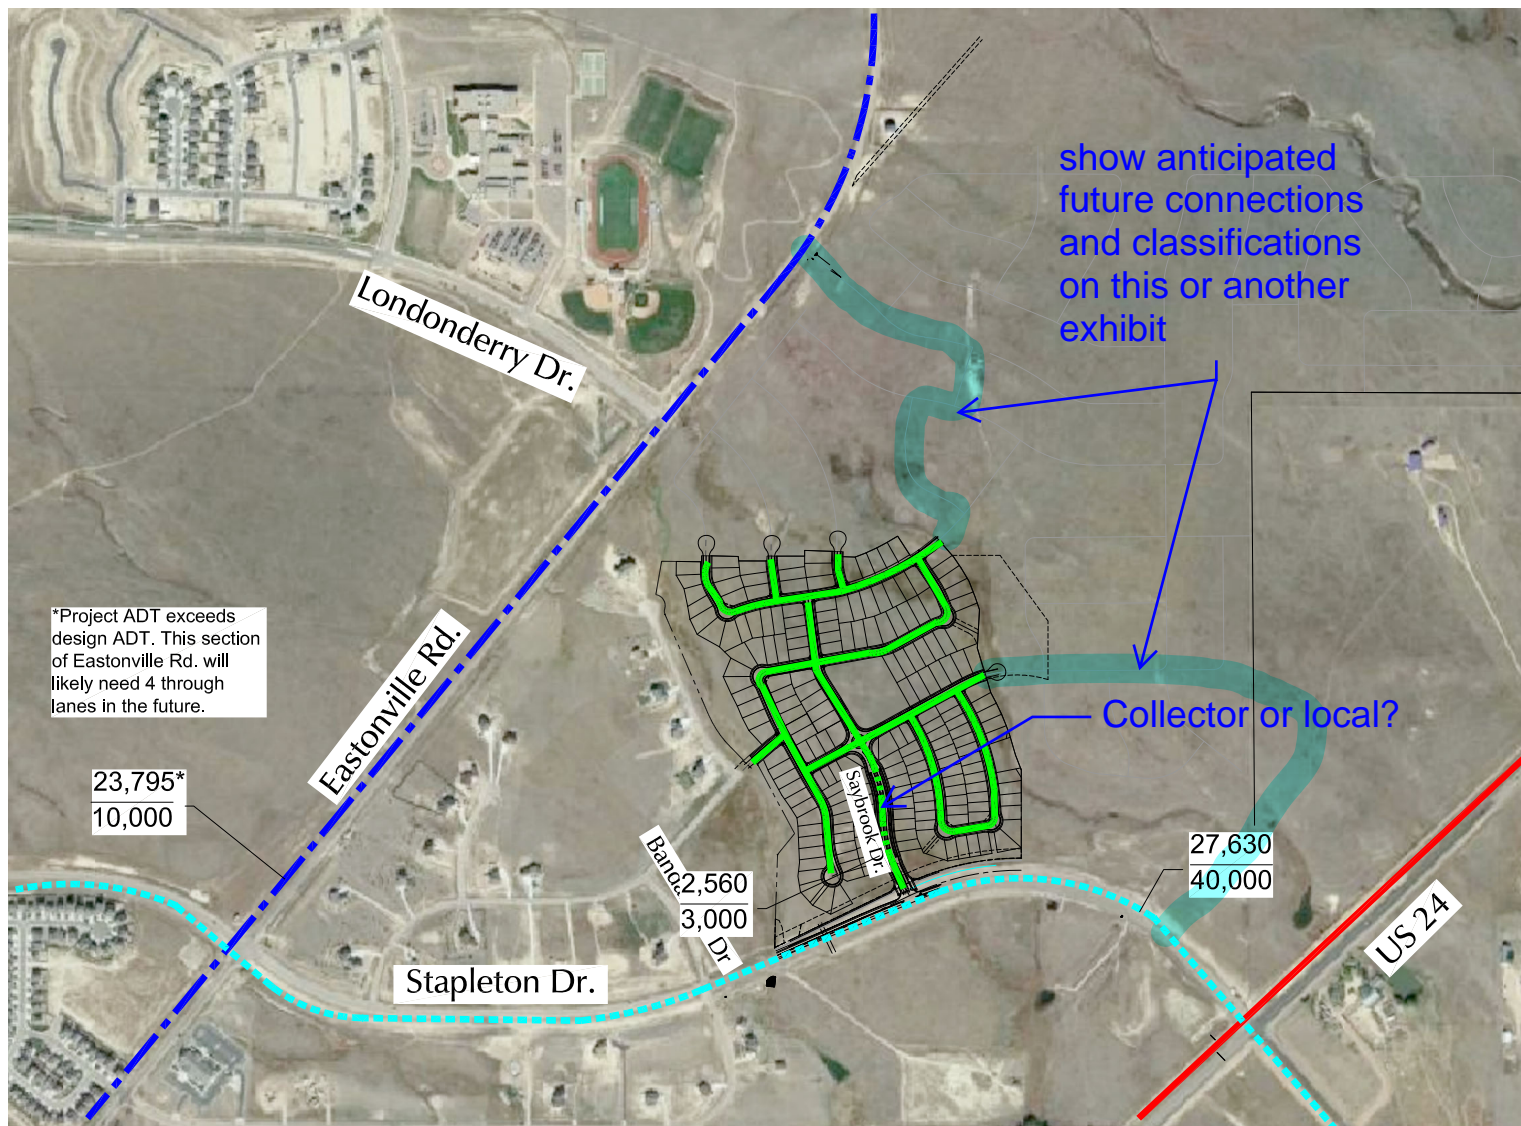 show anticipated
future connections
and classifications
on this or another
exhibit
Londonderry Dr.
*Project ADT exceeds
design ADT. This section
of Eastonville Rd. will
likely need 4 through
lanes in the future.
Eastonville Rd.
Collector or local?
23,795*
10,000
Saybrook Dr.
27,630
40,000
2,560
3,000
Dr
US 24
Stapleton Dr.